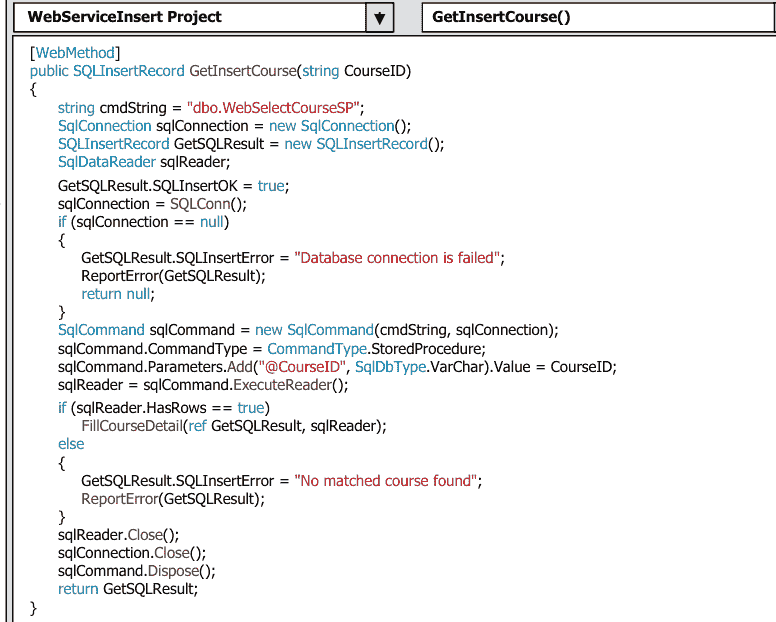 WebServiceInsert Project
GetInsertCourse()
[WebMethod]
public SQLInsertRecord GetInsertCourse(string CourseID)
{
string cmdString = "dbo.WebSelectCourseSP";
SqlConnection sqlConnection = new SqlConnection();
SQLInsertRecord GetSQLResult = new SQLInsertRecord();
SqlDataReader sqlReader;
GetSQLResult.SQLInsertOK = true;
sqlConnection = SQLConn();
if (sqlConnection == null)
{
GetSQLResult.SQLInsertError = "Database connection is failed";
ReportError(GetSQLResult);
return null;
}
SqlCommand sqlCommand = new SqlCommand(cmdString, sqlConnection);
sqlCommand.CommandType = CommandType.StoredProcedure;
sqlCommand.Parameters.Add("@CourseID", SqlDbType.VarChar).Value = CourseID;
sqlReader = sqlCommand.ExecuteReader();
if (sqlReader.HasRows == true)
FillCourseDetail(ref GetSQLResult, sqlReader);
else
{
GetSQLResult.SQLInsertError = "No matched course found";
ReportError(GetSQLResult);
}
sqlReader.Close();
sqlConnection.Close();
sqlCommand.Dispose();
return GetSQLResult;
}